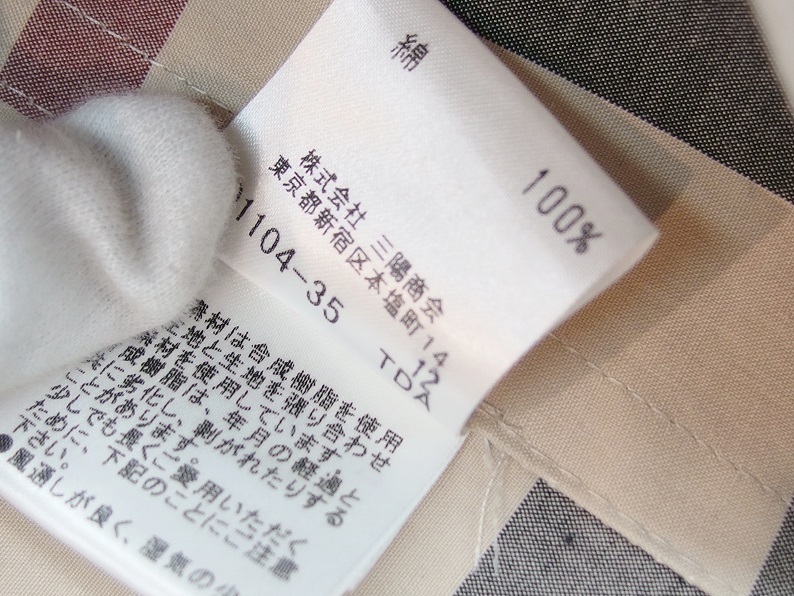 綿
100%
株式会社 三陽商会
東京都新宿区本塩町14
1104-35
12
TDA
素材は合成樹脂を使用
生地と生地を張り合わせ
素材を使用しています。
成樹脂は、年月の経過と
に劣化し、剥がれたりする
ことがあります。
少しでも長くご愛用いただく
ために、下記のことにご注意
下さい。
●風通しが良く、湿気の少